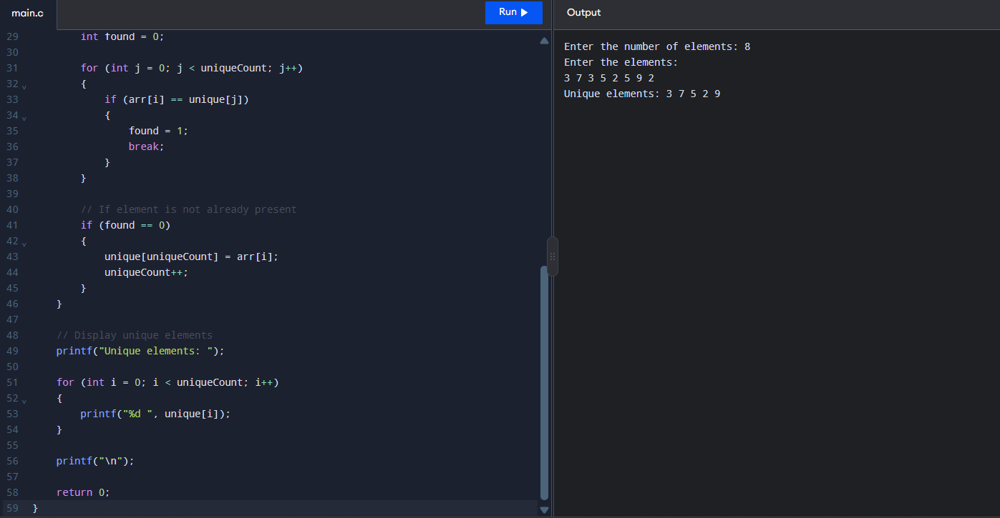 main.c
Run
Output
29 int found = 0;
30
31 for (int j = 0; j < uniqueCount; j++)
32 {
33 if (arr[i] == unique[j])
34 {
35 found = 1;
36 break;
37 }
38 }
39
40 // If element is not already present
41 if (found == 0)
42 {
43 unique[uniqueCount] = arr[i];
44 uniqueCount++;
45 }
46 }
47
48 // Display unique elements
49 printf("Unique elements: ");
50
51 for (int i = 0; i < uniqueCount; i++)
52 {
53 printf("%d ", unique[i]);
54 }
55
56 printf("\n");
57
58 return 0;
59 }
Enter the number of elements: 8
Enter the elements:
3 7 3 5 2 5 9 2
Unique elements: 3 7 5 2 9